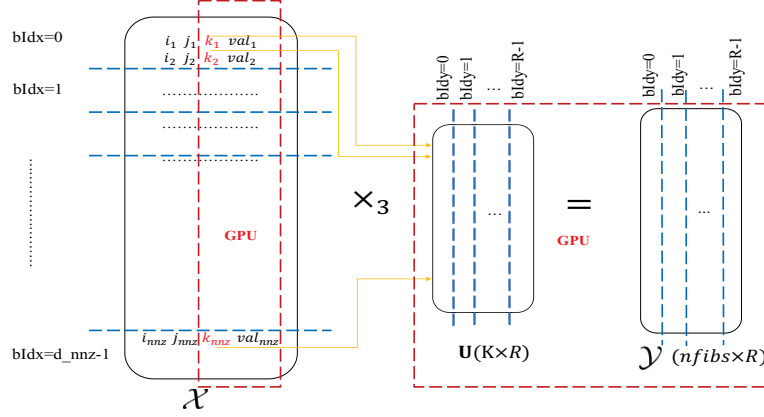 bIdx=0
i₁ j₁ k₁ val₁
i₂ j₂ k₂ val₂
bIdx=1
....................
................
................
....................
GPU
bIdx=d_nnz-1
iₙₙz jₙₙz kₙₙz valₙₙz
𝒳
×₃
bIdy=0
bIdy=1
...
bIdy=R-1
...
U(K×R)
=
GPU
bIdy=0
bIdy=1
...
bIdy=R-1
...
𝒴 (nfibs×R)